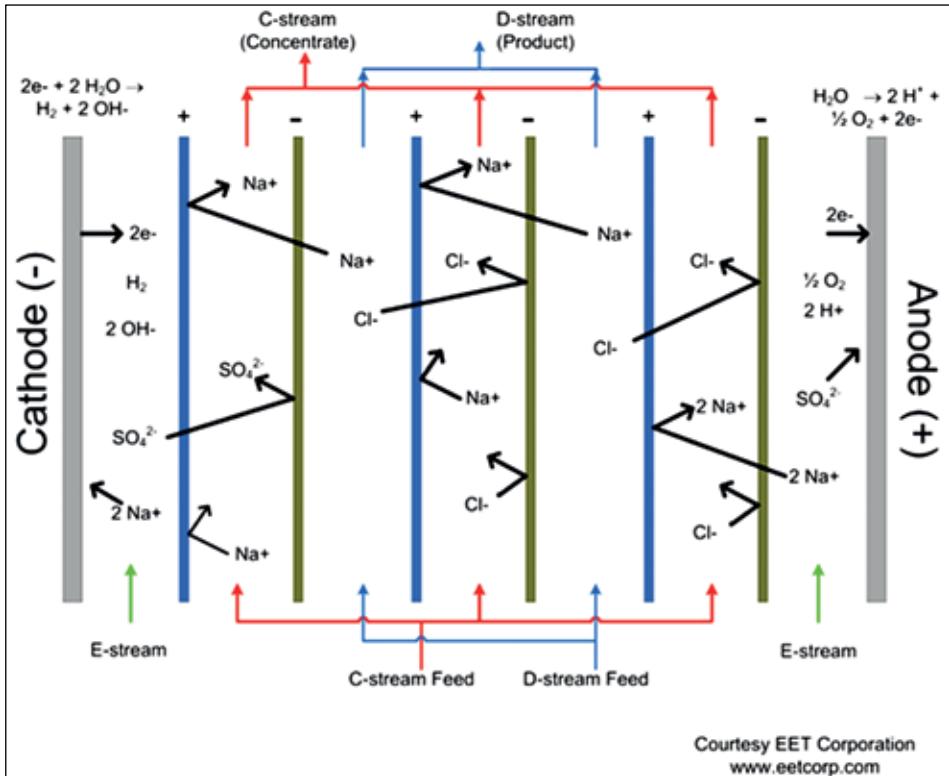 C-stream
(Concentrate)
D-stream
(Product)
2e- + 2 H₂O →
H₂ + 2 OH-
H₂O → 2 H⁺ +
½ O₂ + 2e-
+
–
+
–
+
–
Cathode (-)
Anode (+)
Na+
Na+
2e-
Na+
Na+
2e-
Cl-
Cl-
H₂
½ O₂
2 H+
2 OH-
Cl-
Cl-
SO₄²⁻
Na+
SO₄²⁻
2 Na+
SO₄²⁻
2 Na+
Cl-
2 Na+
Cl-
Na+
E-stream
E-stream
C-stream Feed
D-stream Feed
Courtesy EET Corporation
www.eetcorp.com